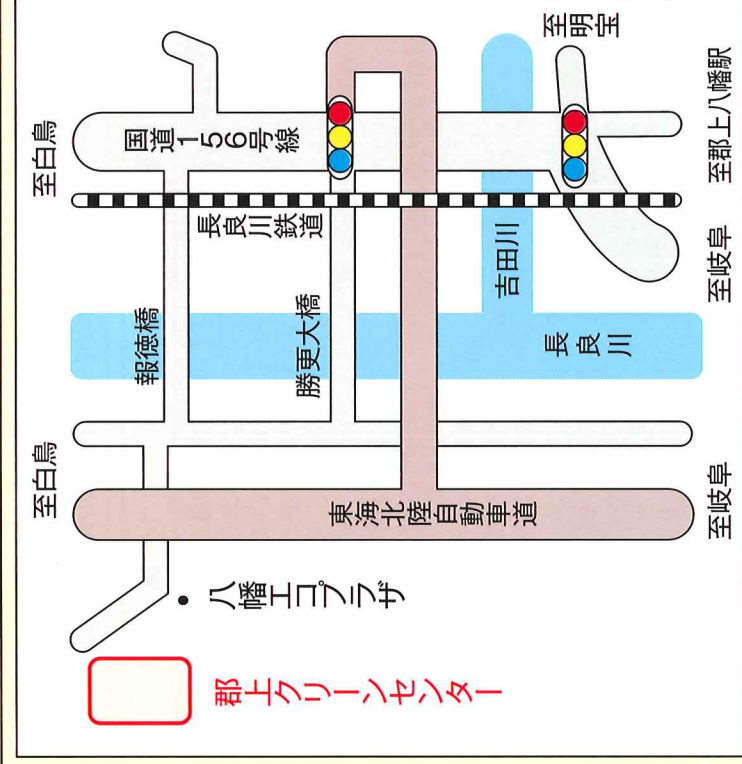 至白鳥
国道156号線
至明宝
至郡上八幡駅
長良川鉄道
吉田川
至岐阜
報徳橋
勝更大橋
長良川
至白鳥
東海北陸自動車道
至岐阜
八幡エコプラザ
郡上クリーンセンター